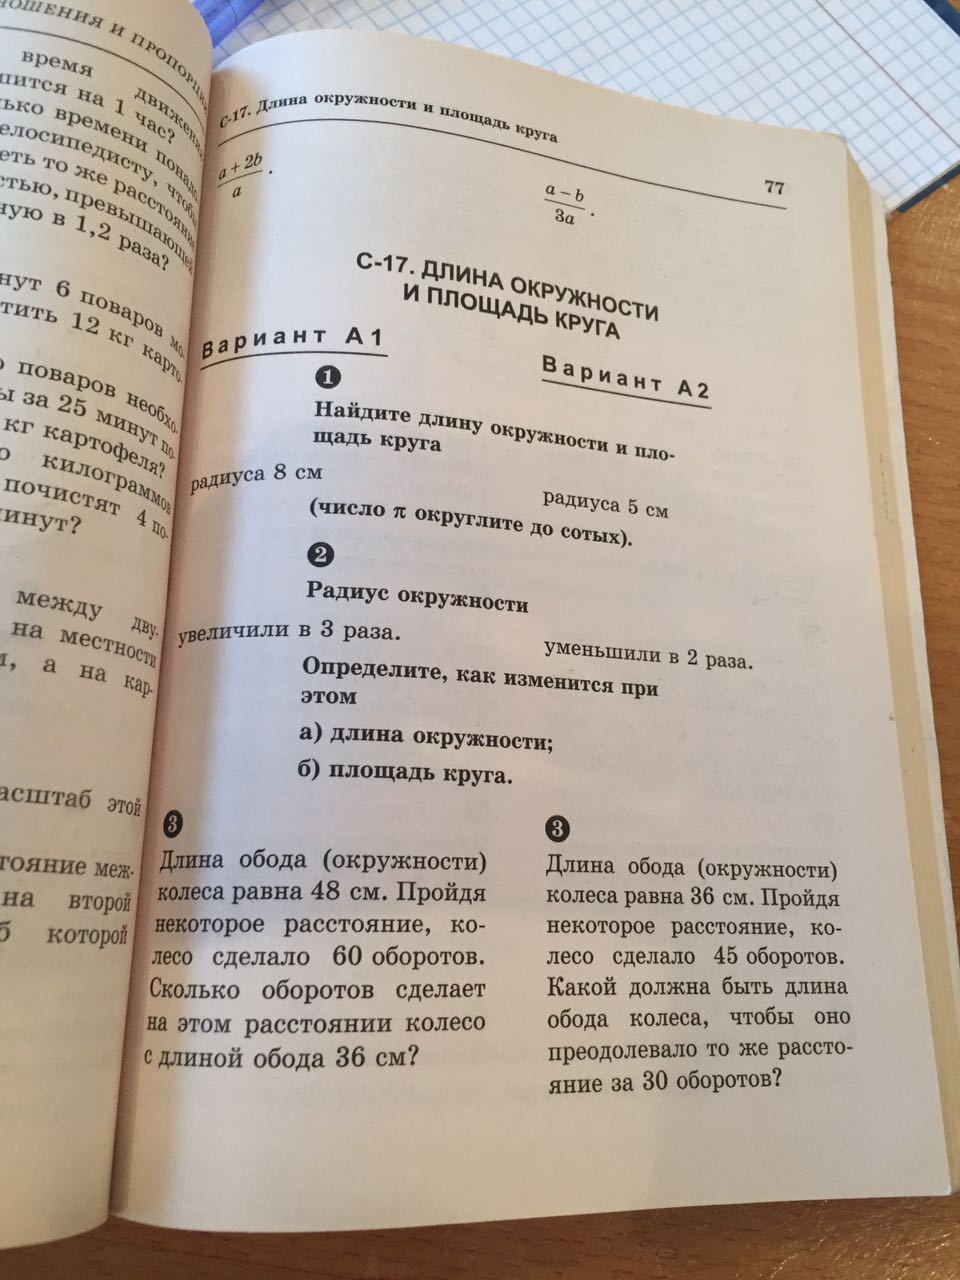 ОШЕНИЯ И ПРОПОРЦИ
время движения
пится на 1 час?
лько времени понадо-
велосипедисту, чтобы
еть то же расстояние
стью, превышающей
ную в 1,2 раза?
нут 6 поваров мо-
тить 12 кг карто-
о поваров необхо-
ы за 25 минут по-
кг картофеля?
о килограммов
почистят 4 по-
минут?
между дву-
на местности
м, а на кар-
асштаб этой
тояние меж-
на второй
б которой
С-17. Длина окружности и площадь круга
77
a + 2b
a .
a − b
3a .
С-17. ДЛИНА ОКРУЖНОСТИ
И ПЛОЩАДЬ КРУГА
Вариант А1
Вариант А2
1
Найдите длину окружности и пло-
щадь круга
радиуса 8 см
радиуса 5 см
(число π округлите до сотых).
2
Радиус окружности
увеличили в 3 раза.
уменьшили в 2 раза.
Определите, как изменится при
этом
а) длина окружности;
б) площадь круга.
3
Длина обода (окружности)
колеса равна 48 см. Пройдя
некоторое расстояние, ко-
лесо сделало 60 оборотов.
Сколько оборотов сделает
на этом расстоянии колесо
с длиной обода 36 см?
3
Длина обода (окружности)
колеса равна 36 см. Пройдя
некоторое расстояние, ко-
лесо сделало 45 оборотов.
Какой должна быть длина
обода колеса, чтобы оно
преодолевало то же рассто-
яние за 30 оборотов?